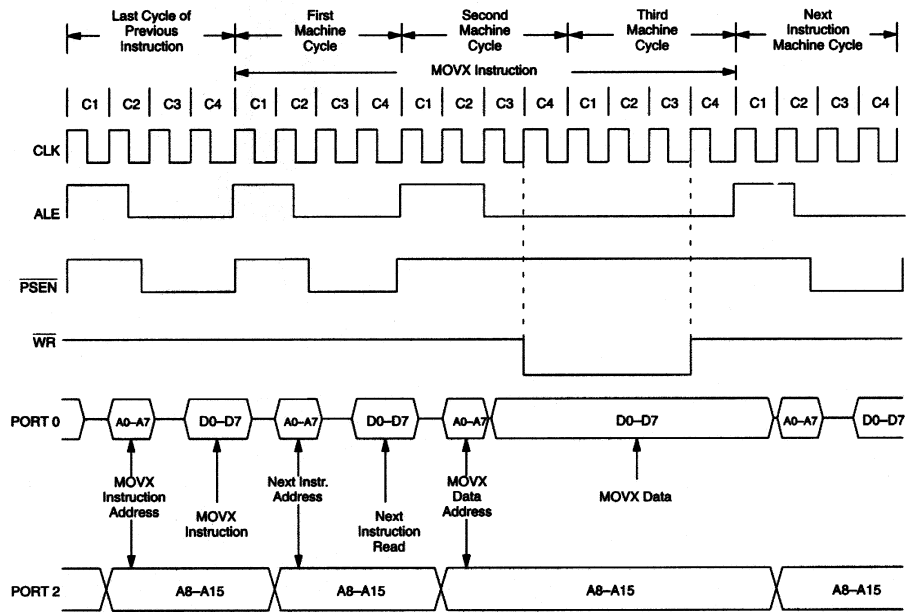 Last Cycle of
Previous
Instruction
First
Machine
Cycle
Second
Machine
Cycle
Third
Machine
Cycle
Next
Instruction
Machine Cycle
MOVX Instruction
C1 C2 C3 C4 C1 C2 C3 C4 C1 C2 C3 C4 C1 C2 C3 C4 C1 C2 C3 C4
CLK
ALE
PSEN
WR
PORT 0 A0–A7 D0–D7 A0–A7 D0–D7 A0–A7 D0–D7 A0–A7 D0–D7
MOVX
Instruction
Address
MOVX
Instruction
Next Instr.
Address
Next
Instruction
Read
MOVX
Data
Address
MOVX Data
PORT 2 A8–A15 A8–A15 A8–A15 A8–A15